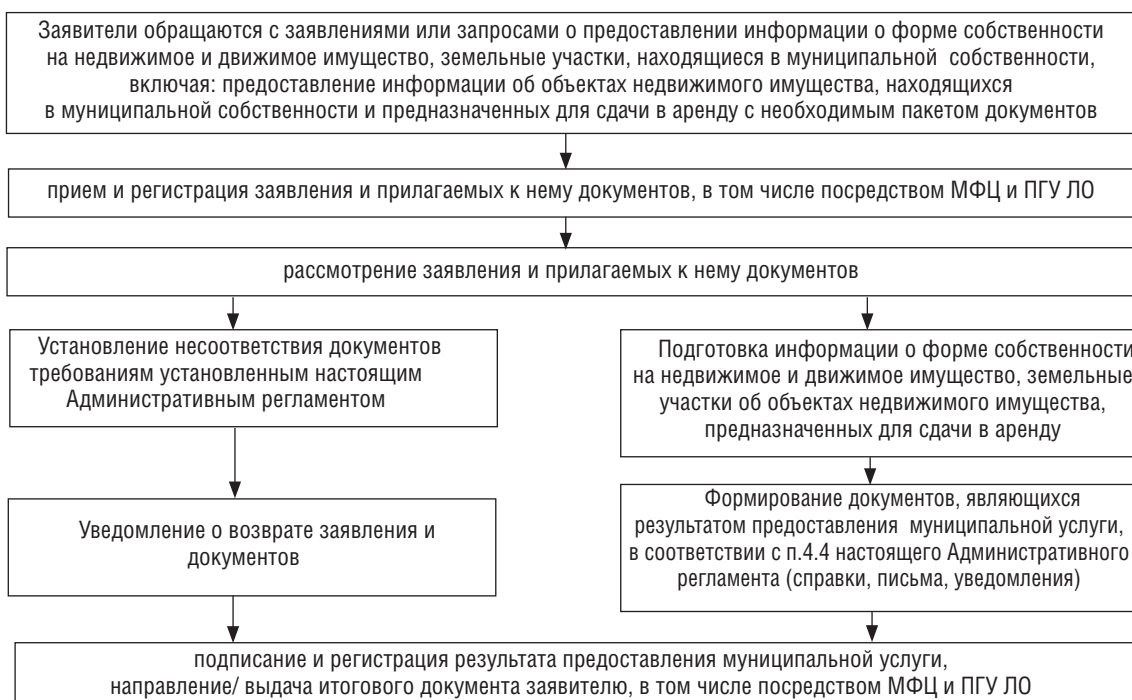 Заявители обращаются с заявлениями или запросами о предоставлении информации о форме собственности
на недвижимое и движимое имущество, земельные участки, находящиеся в муниципальной собственности,
включая: предоставление информации об объектах недвижимого имущества, находящихся
в муниципальной собственности и предназначенных для сдачи в аренду с необходимым пакетом документов
прием и регистрация заявления и прилагаемых к нему документов, в том числе посредством МФЦ и ПГУ ЛО
рассмотрение заявления и прилагаемых к нему документов
Установление несоответствия документов
требованиям установленным настоящим
Административным регламентом
Подготовка информации о форме собственности
на недвижимое и движимое имущество, земельные
участки об объектах недвижимого имущества,
предназначенных для сдачи в аренду
Уведомление о возврате заявления и
документов
Формирование документов, являющихся
результатом предоставления муниципальной услуги,
в соответствии с п.4.4 настоящего Административного
регламента (справки, письма, уведомления)
подписание и регистрация результата предоставления муниципальной услуги,
направление/ выдача итогового документа заявителю, в том числе посредством МФЦ и ПГУ ЛО